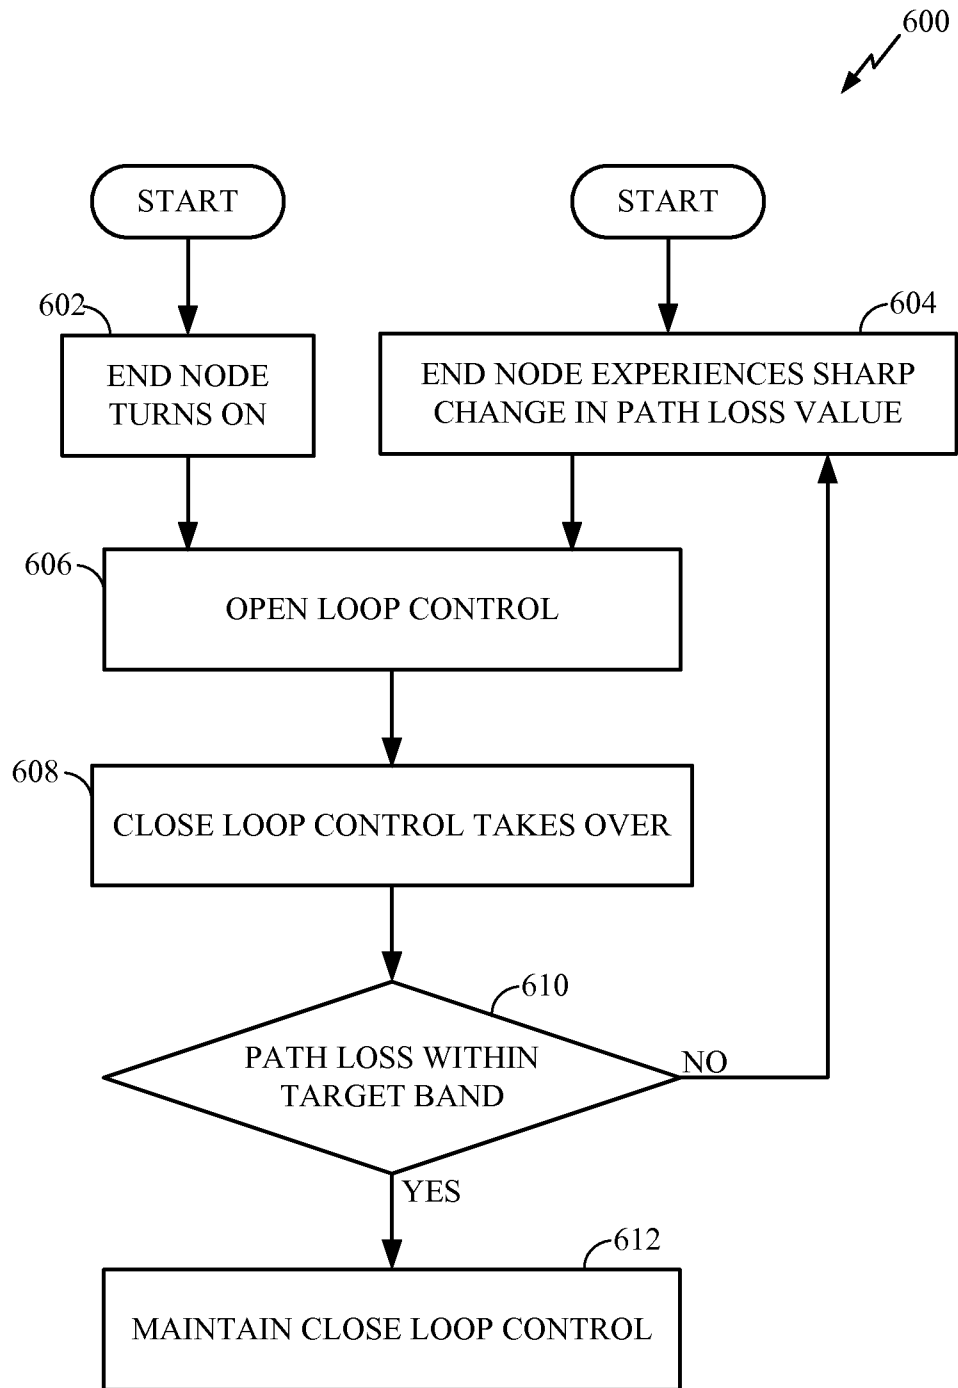 600
START
START
602
604
END NODE
TURNS ON
END NODE EXPERIENCES SHARP
CHANGE IN PATH LOSS VALUE
606
OPEN LOOP CONTROL
608
CLOSE LOOP CONTROL TAKES OVER
610
PATH LOSS WITHIN
TARGET BAND
NO
YES
612
MAINTAIN CLOSE LOOP CONTROL